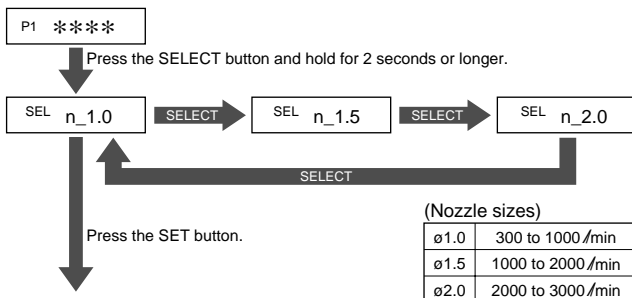 P1 ****
Press the SELECT button and hold for 2 seconds or longer.
SEL n_1.0 SELECT SEL n_1.5 SELECT SEL n_2.0
SELECT
Press the SET button.
(Nozzle sizes)
ø1.0 300 to 1000 ℓ/min
ø1.5 1000 to 2000 ℓ/min
ø2.0 2000 to 3000 ℓ/min